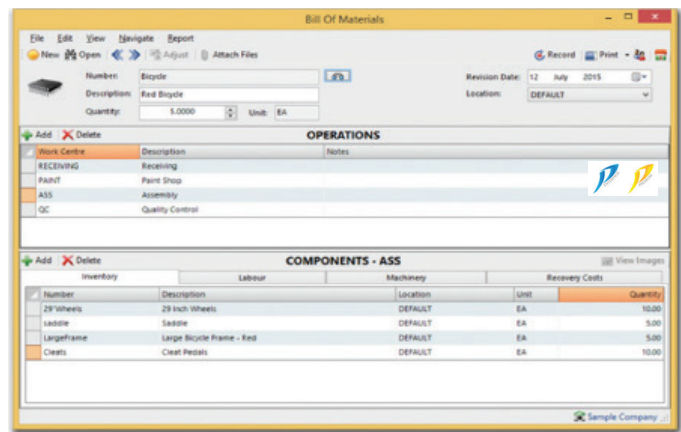 Bill Of Materials
File Edit View Navigate Report
New Open Adjust Attach Files Record Print
Number: Bicycle Revision Date: 12 July 2015
Description: Red Bicycle Location: DEFAULT
Quantity: 5.0000 Unit: EA
Add Delete OPERATIONS
Work Centre Description Notes
RECEIVING Receiving
PAINT Paint Shop
ASS Assembly
QC Quality Control
Add Delete COMPONENTS - ASS View Images
Inventory Labour Machinery Recovery Costs
Number Description Location Unit Quantity
29"Wheels 29 Inch Wheels DEFAULT EA 10.00
saddle Saddle DEFAULT EA 5.00
LargeFrame Large Bicycle Frame - Red DEFAULT EA 5.00
Cleats Cleat Pedals DEFAULT EA 10.00
Sample Company